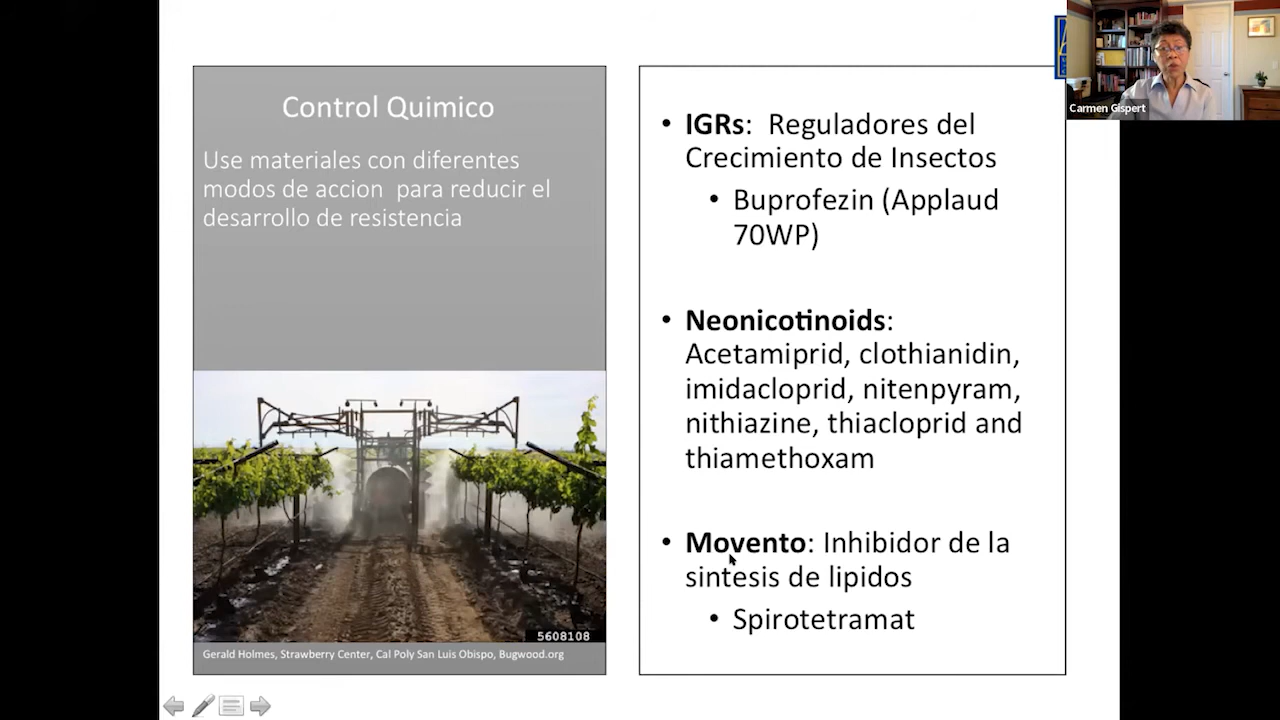 Control Quimico
Use materiales con diferentes
modos de accion para reducir el
desarrollo de resistencia
5608108
Gerald Holmes, Strawberry Center, Cal Poly San Luis Obispo, Bugwood.org
• IGRs: Reguladores del
Crecimiento de Insectos
• Buprofezin (Applaud
70WP)
• Neonicotinoids:
Acetamiprid, clothianidin,
imidacloprid, nitenpyram,
nithiazine, thiacloprid and
thiamethoxam
• Movento: Inhibidor de la
sintesis de lipidos
• Spirotetramat
Carmen Gispert